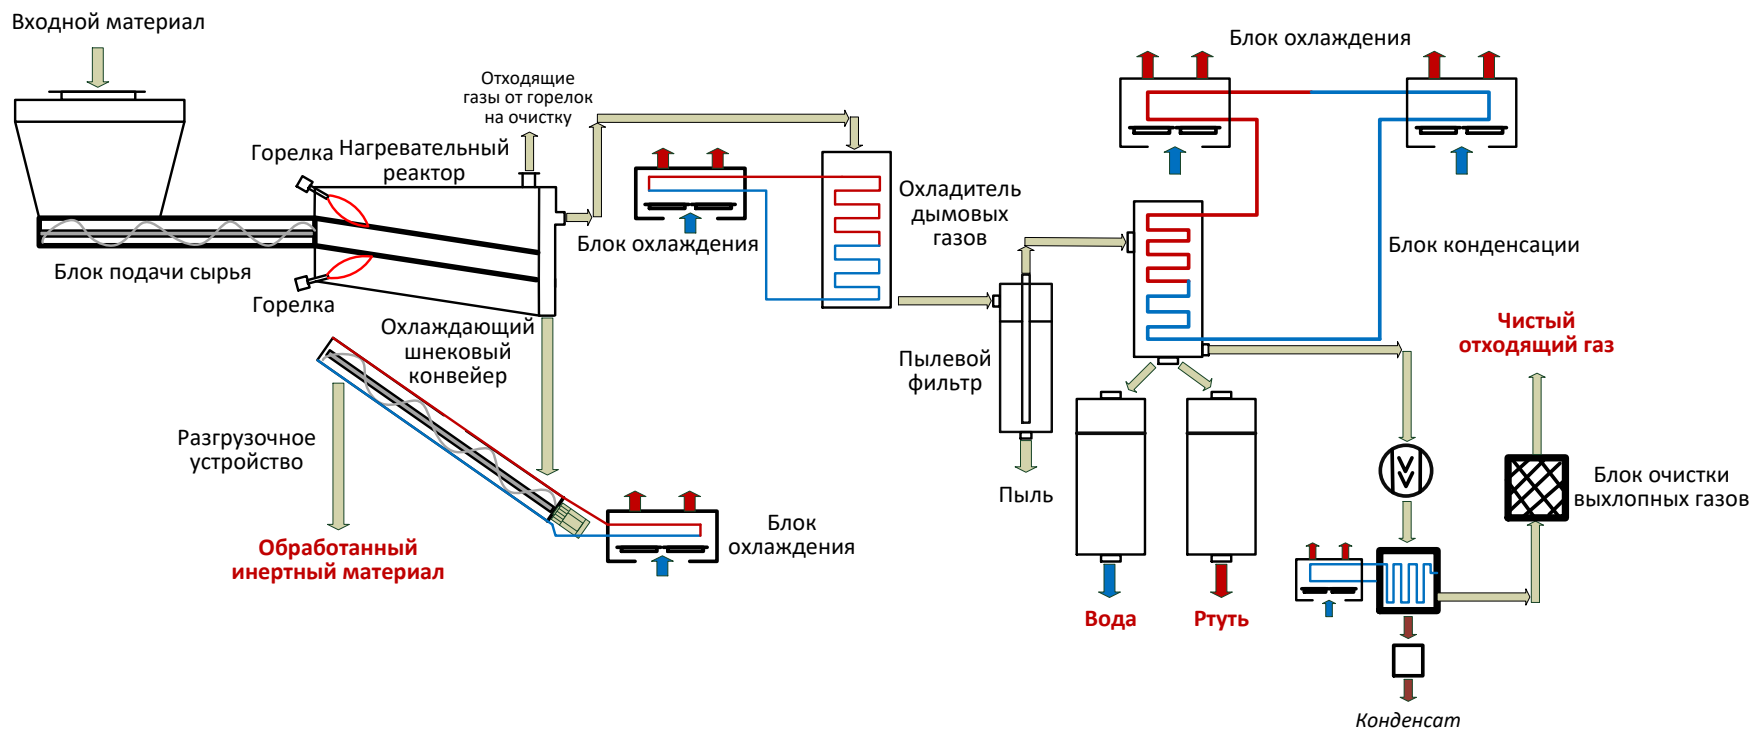 Входной материал
Отходящие
газы от горелок
на очистку
Горелка
Нагревательный
реактор
Блок подачи сырья
Горелка
Охлаждающий
шнековый
конвейер
Разгрузочное
устройство
Обработанный
инертный материал
Блок
охлаждения
Блок охлаждения
Охладитель
дымовых
газов
Пылевой
фильтр
Пыль
Блок охлаждения
Блок конденсации
Вода
Ртуть
Чистый
отходящий газ
Блок очистки
выхлопных газов
Конденсат